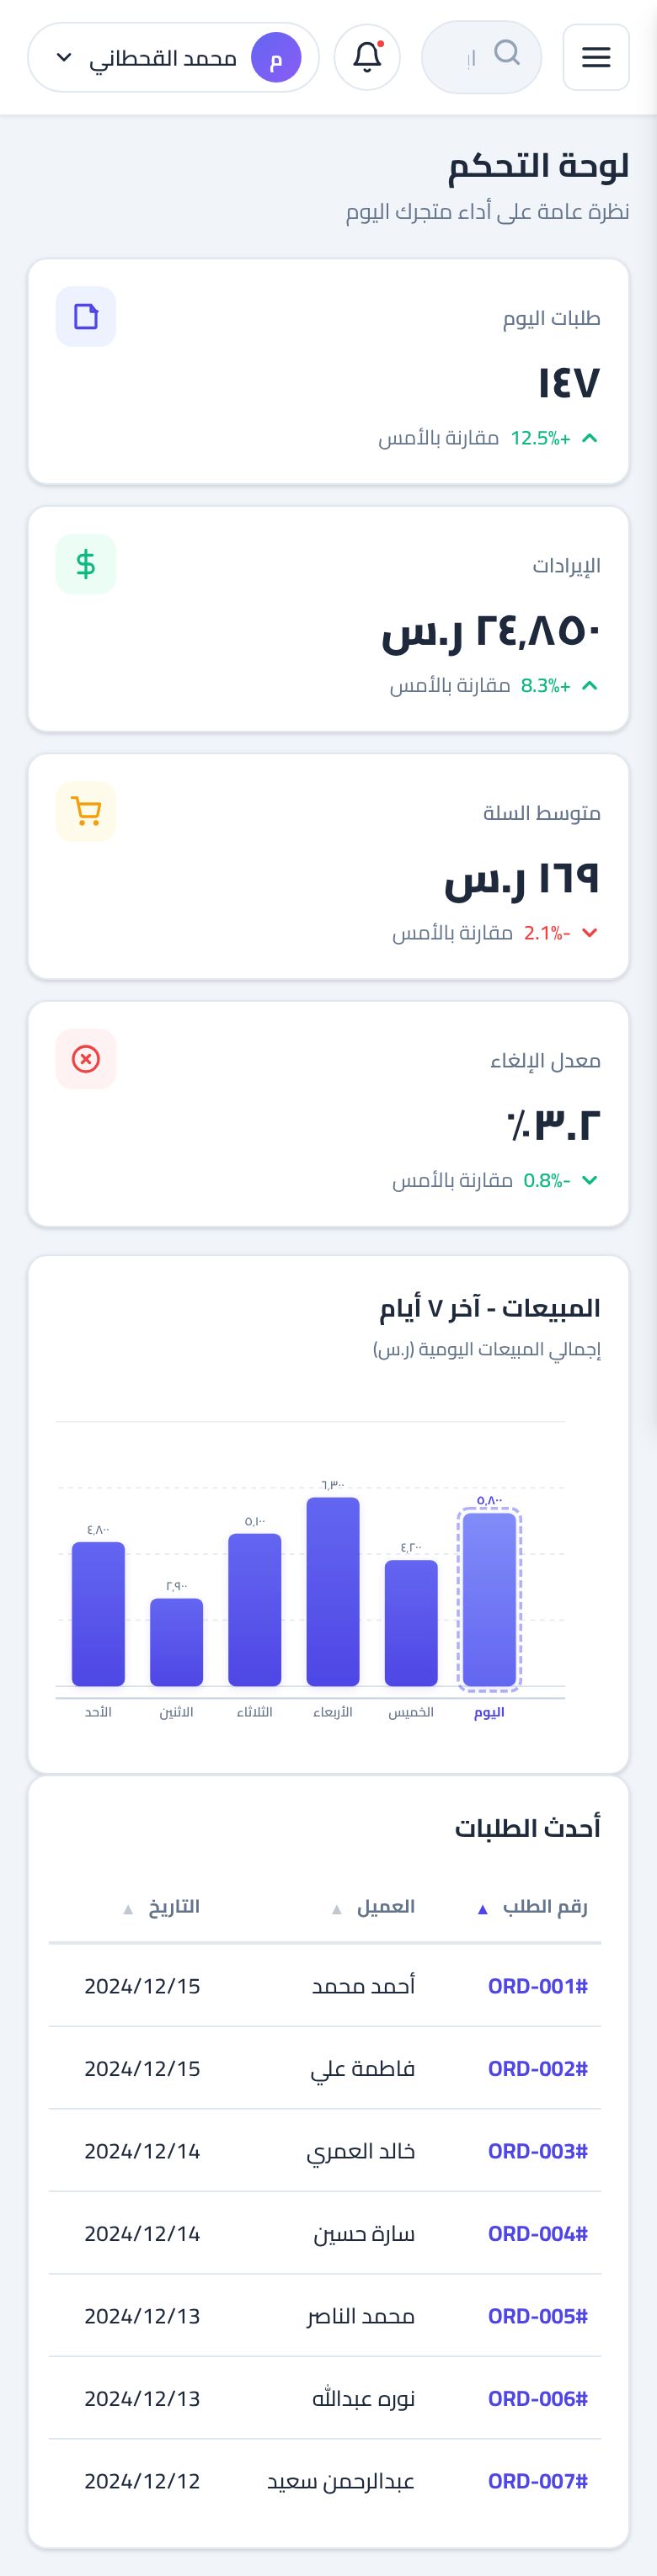 محمد القحطاني
م
لوحة التحكم
نظرة عامة على أداء متجرك اليوم
طلبات اليوم
١٤٧
+12.5% مقارنة بالأمس
الإيرادات
٢٤,٨٥٠ ر.س
+8.3% مقارنة بالأمس
متوسط السلة
١٦٩ ر.س
-2.1% مقارنة بالأمس
معدل الإلغاء
٣.٢٪
-0.8% مقارنة بالأمس
المبيعات - آخر ٧ أيام
إجمالي المبيعات اليومية (ر.س)
٥,٨٠٠ ٤,٢٠٠ ٦,٣٠٠ ٥,١٠٠ ٢,٩٠٠ ٤,٨٠٠
اليوم الخميس الأربعاء الثلاثاء الاثنين الأحد
أحدث الطلبات
رقم الطلب ▲ العميل ▲ التاريخ ▲
ORD-001# أحمد محمد 2024/12/15
ORD-002# فاطمة علي 2024/12/15
ORD-003# خالد العمري 2024/12/14
ORD-004# سارة حسين 2024/12/14
ORD-005# محمد الناصر 2024/12/13
ORD-006# نوره عبدالله 2024/12/13
ORD-007# عبدالرحمن سعيد 2024/12/12